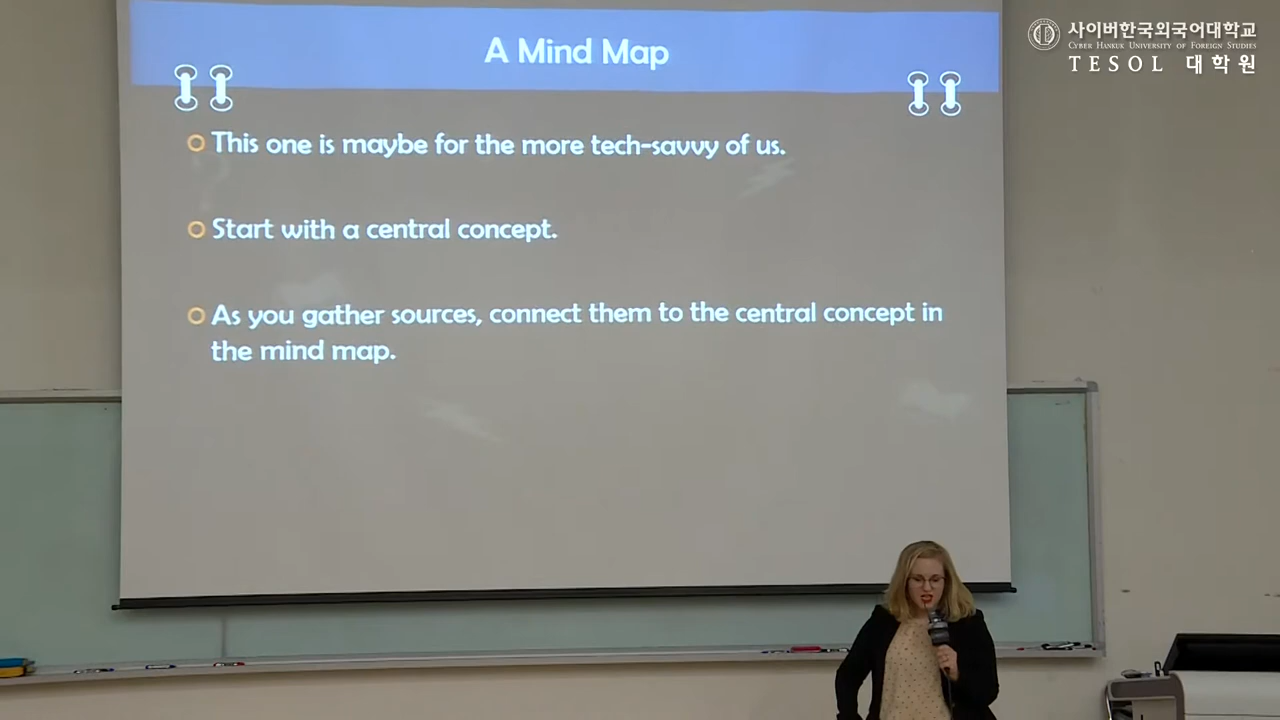 A Mind Map
사이버한국외국어대학교
CYBER HANKUK UNIVERSITY OF FOREIGN STUDIES
TESOL 대학원
This one is maybe for the more tech-savvy of us.
Start with a central concept.
As you gather sources, connect them to the central concept in
the mind map.